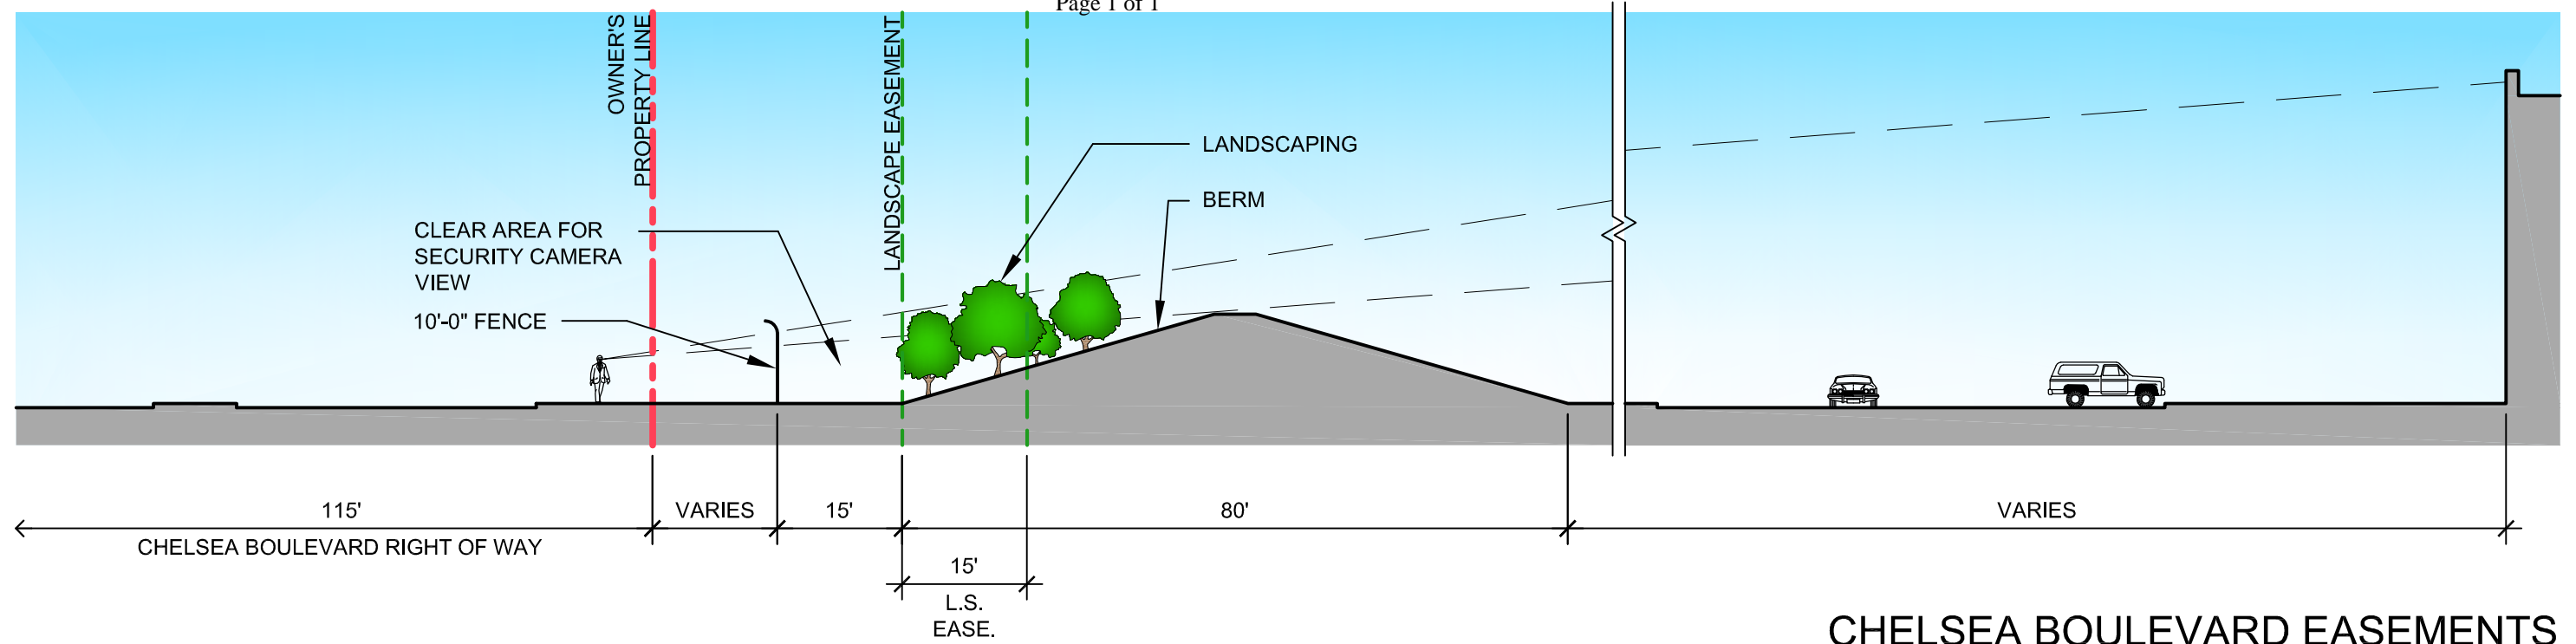 Page 1 of 1
OWNER'S
PROPERTY LINE
LANDSCAPE EASEMENT
LANDSCAPING
BERM
CLEAR AREA FOR
SECURITY CAMERA
VIEW
10'-0" FENCE
115'
VARIES
15'
80'
VARIES
CHELSEA BOULEVARD RIGHT OF WAY
15'
L.S.
EASE.
CHELSEA BOULEVARD EASEMENTS